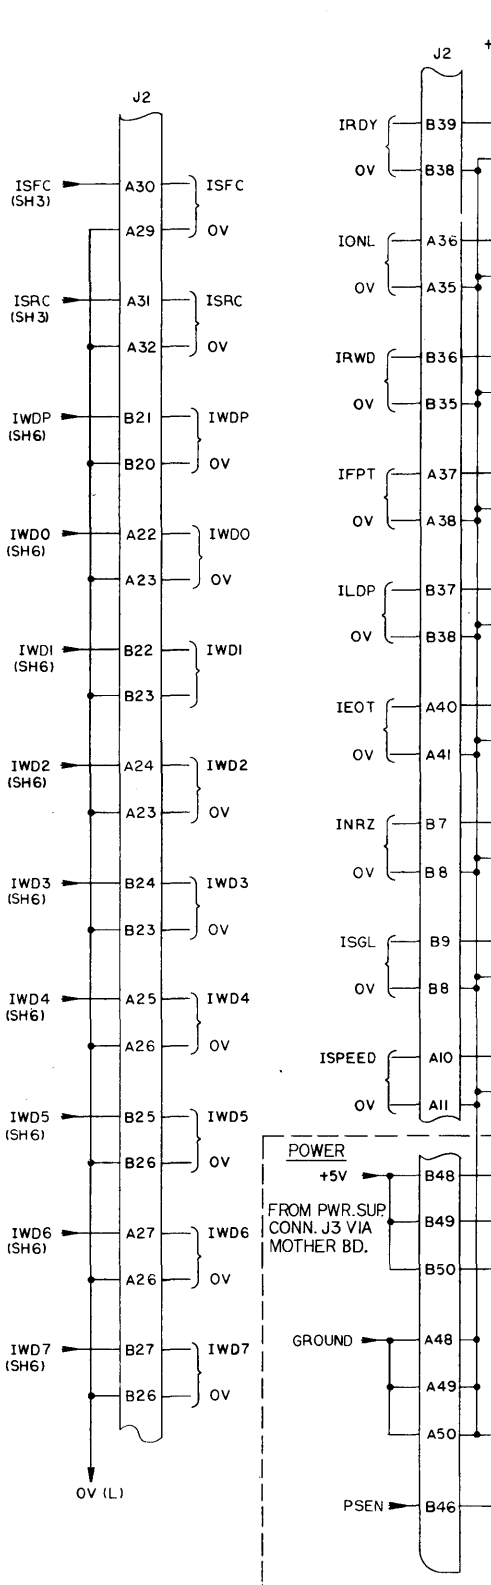 J2
ISFC
(SH3)
A30
ISFC
A29
OV
ISRC
(SH3)
A31
ISRC
A32
OV
IWDP
(SH6)
B21
IWDP
B20
OV
IWDO
(SH6)
A22
IWDO
A23
OV
IWDI
(SH6)
B22
IWDI
B23
IWD2
(SH6)
A24
IWD2
A23
OV
IWD3
(SH6)
B24
IWD3
B23
OV
IWD4
(SH6)
A25
IWD4
A26
OV
IWD5
(SH6)
B25
IWD5
B26
OV
IWD6
(SH6)
A27
IWD6
A26
OV
IWD7
(SH6)
B27
IWD7
B26
OV
OV (L)
+
J2
IRDY
B39
OV
B38
IONL
A36
OV
A35
IRWD
B36
OV
B35
IFPT
A37
OV
A38
ILDP
B37
OV
B38
IEOT
A40
OV
A41
INRZ
B7
OV
B8
ISGL
B9
OV
B8
ISPEED
A10
OV
A11
POWER
+5V
B48
FROM PWR. SUP.
CONN. J3 VIA
MOTHER BD.
B49
B50
GROUND
A48
A49
A50
PSEN
B46